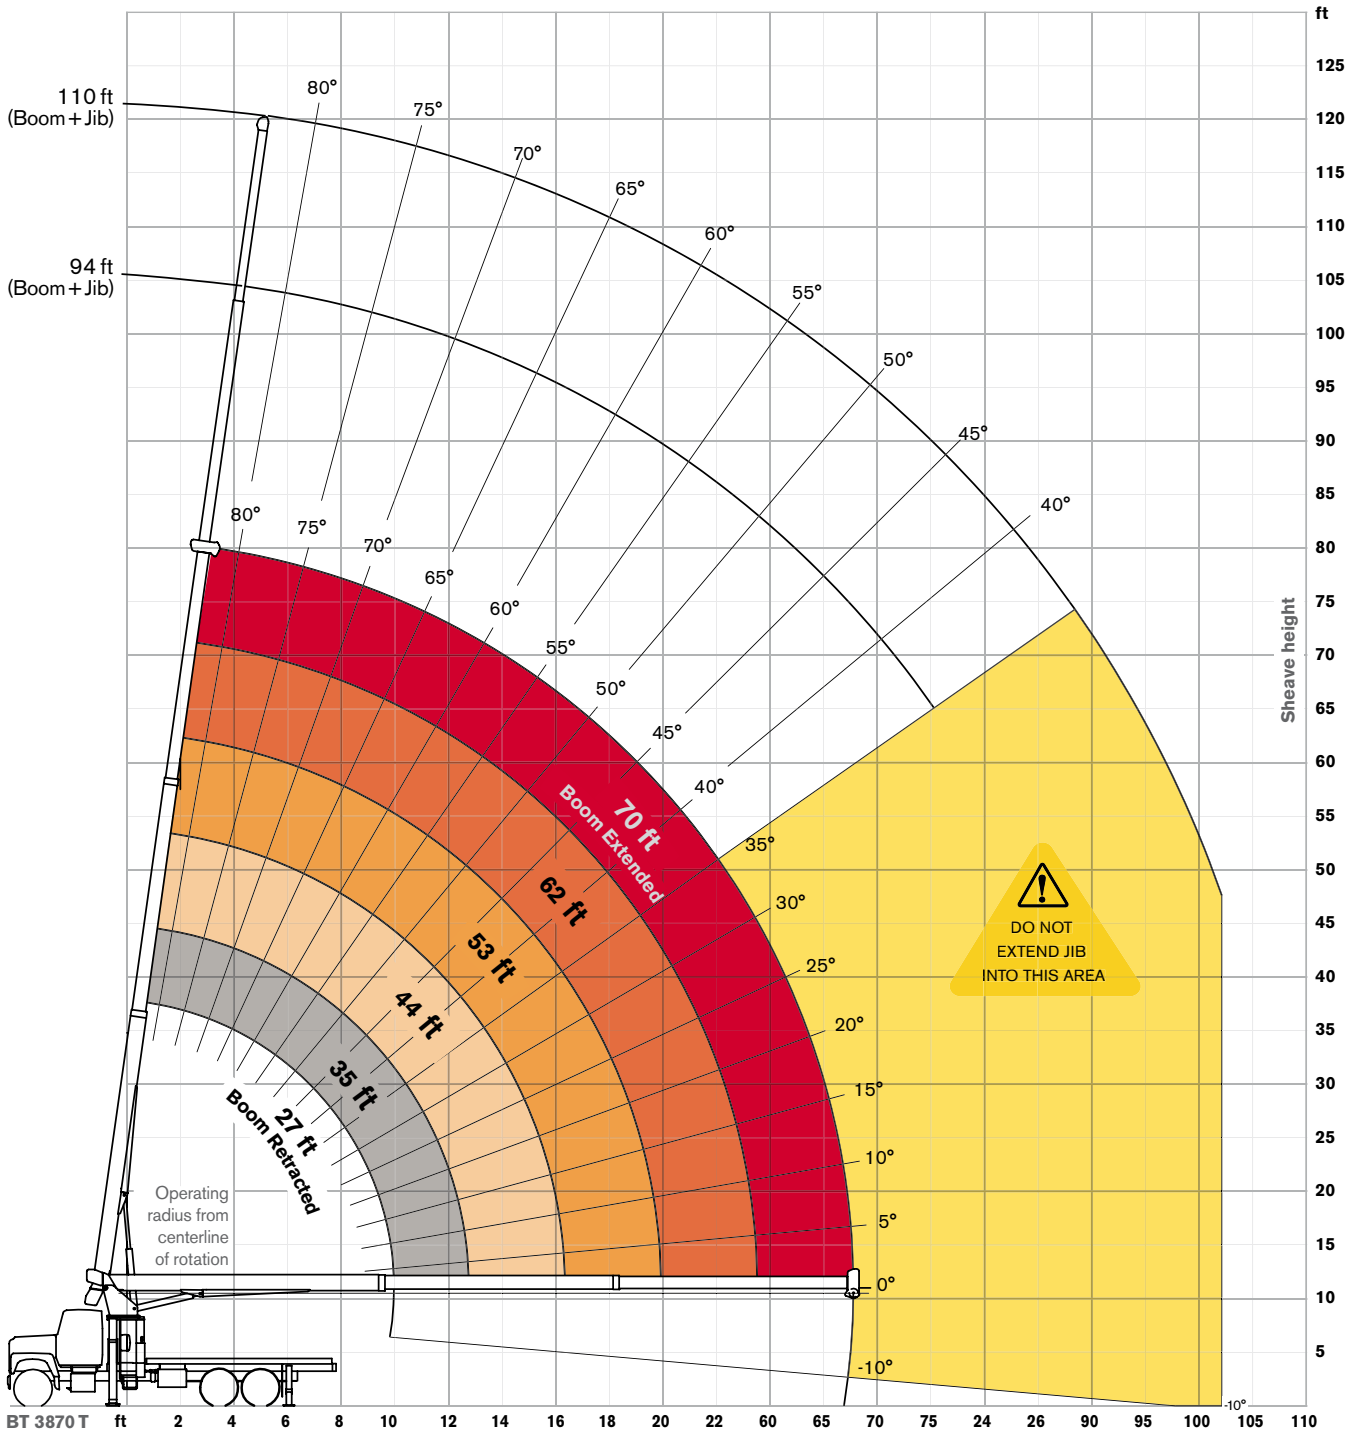 ft
125
110 ft
(Boom + Jib)
80°
75°
120
70°
115
65°
110
60°
94 ft
(Boom + Jib)
105
55°
100
50°
95
45°
90
85
40°
80°
75°
70°
80
65°
75
60°
Sheave height
55°
70
50°
65
45°
60
40°
70 ft
Boom Extended
55
35°
50
62 ft
30°
DO NOT
EXTEND JIB
INTO THIS AREA
45
53 ft
25°
40
44 ft
20°
35
35 ft
15°
30
27 ft
Boom Retracted
25
10°
20
Operating
radius from
centerline
of rotation
5°
15
0°
10
5
-10°
-10°
BT 3870 T ft 2 4 6 8 10 12 14 16 18 20 22 60 65 70 75 24 26 90 95 100 105 110